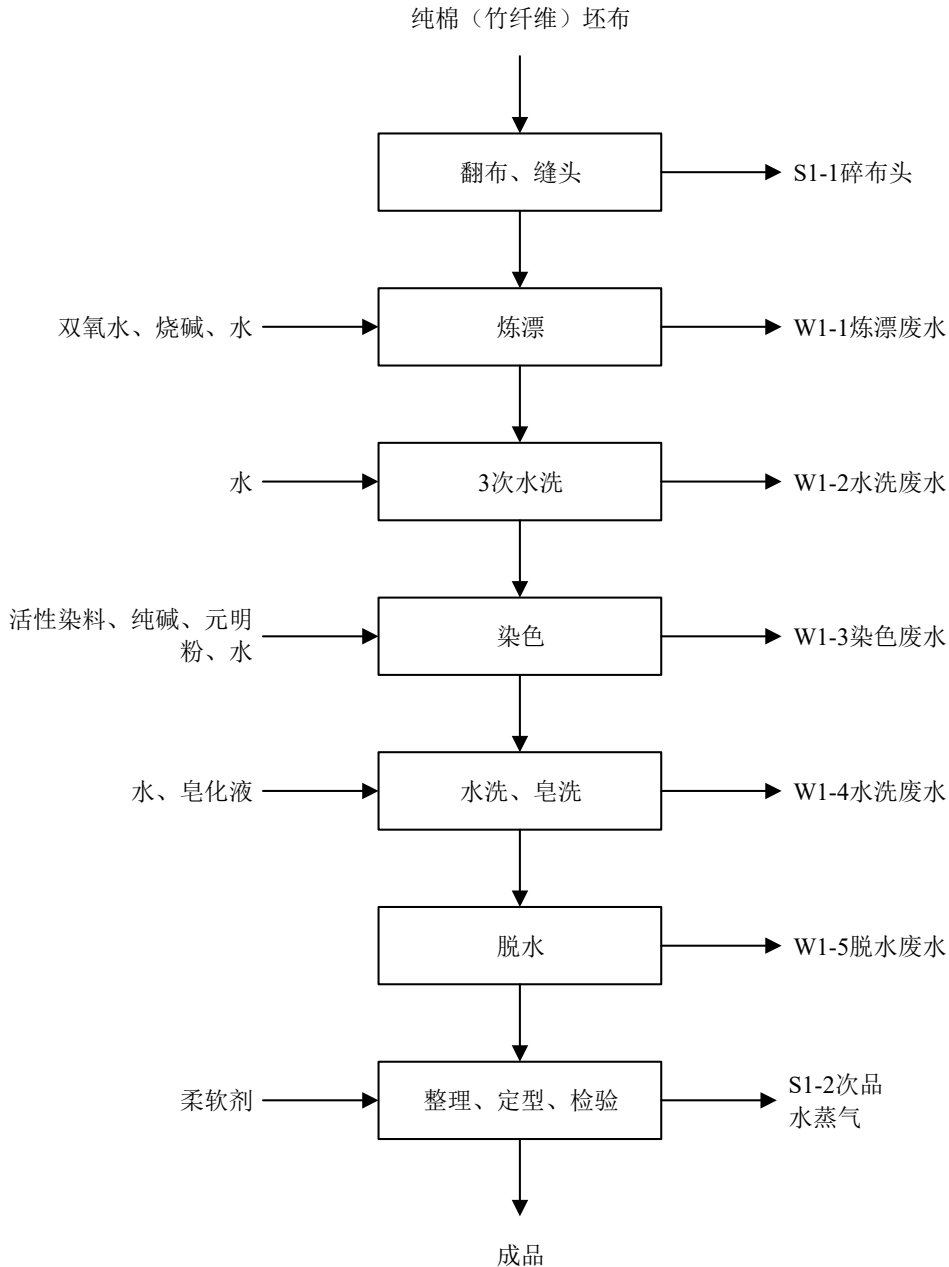 纯棉（竹纤维）坯布
翻布、缝头
S1-1碎布头
双氧水、烧碱、水
炼漂
W1-1炼漂废水
水
3次水洗
W1-2水洗废水
活性染料、纯碱、元明
粉、水
染色
W1-3染色废水
水、皂化液
水洗、皂洗
W1-4水洗废水
脱水
W1-5脱水废水
柔软剂
整理、定型、检验
S1-2次品
水蒸气
成品